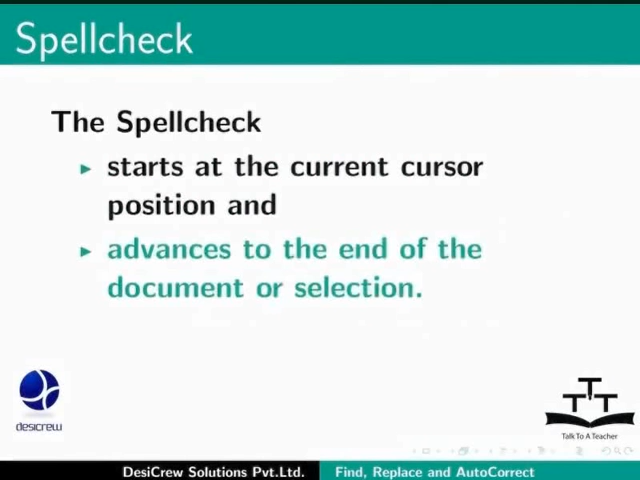 Spellcheck
The Spellcheck
starts at the current cursor
position and
advances to the end of the
document or selection.
desicrew
TTT
Talk To A Teacher
DesiCrew Solutions Pvt.Ltd. Find, Replace and AutoCorrect